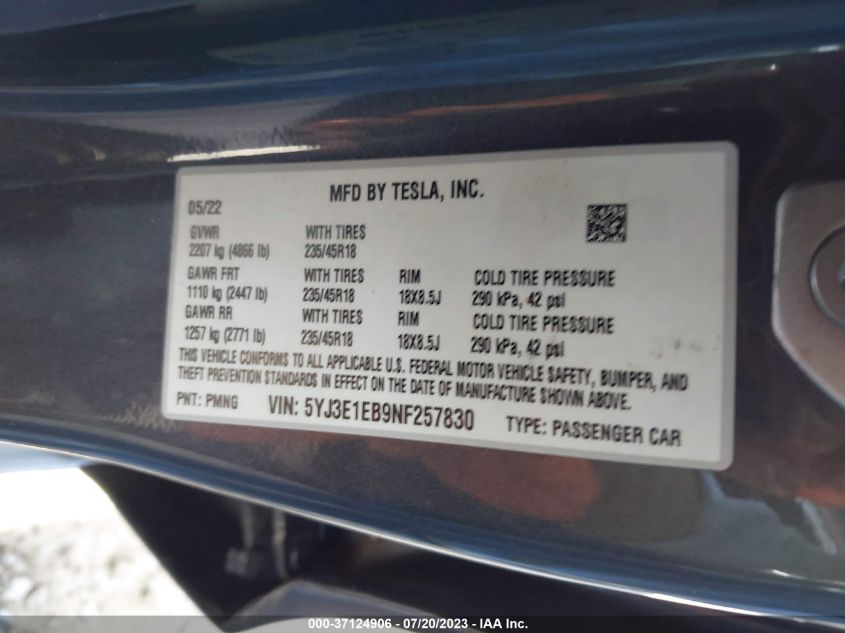 MFD BY TESLA, INC.
05/22
GVWR WITH TIRES
2207 kg (4866 lb) 235/45R18
GAWR FRT WITH TIRES RIM COLD TIRE PRESSURE
1110 kg (2447 lb) 235/45R18 18X8.5J 290 kPa, 42 psi
GAWR RR WITH TIRES RIM COLD TIRE PRESSURE
1257 kg (2771 lb) 235/45R18 18X8.5J 290 kPa, 42 psi
THIS VEHICLE CONFORMS TO ALL APPLICABLE U.S. FEDERAL MOTOR VEHICLE SAFETY, BUMPER, AND
THEFT PREVENTION STANDARDS IN EFFECT ON THE DATE OF MANUFACTURE SHOWN ABOVE.
PNT: PMNG VIN: 5YJ3E1EB9NF257830 TYPE: PASSENGER CAR
000-37124906 - 07/20/2023 - IAA Inc.